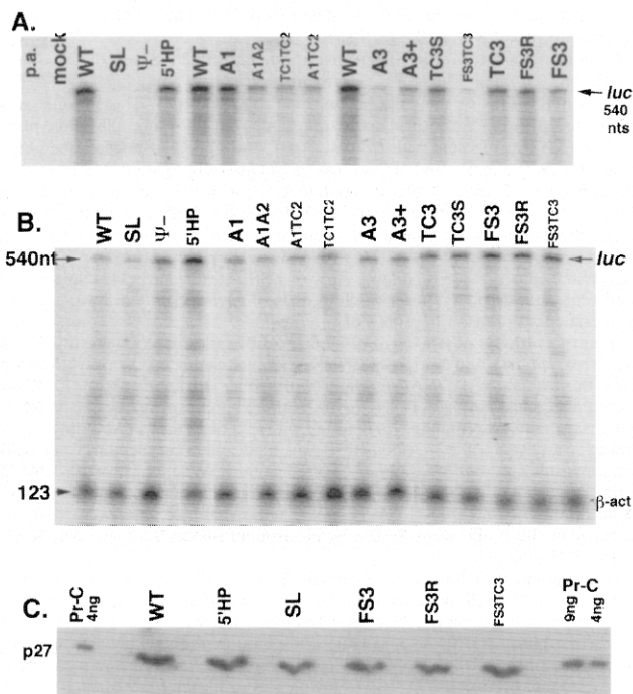 A.
p.a. mock WT SL Ψ– 5'HP WT A1 A1A2 TC1TC2 A1TC2 WT A3 A3+ TC3S FS3TC3 TC3 FS3R FS3
luc
540
nts
B.
WT SL Ψ– 5'HP A1 A1A2 A1TC2 TC1TC2 A3 A3+ TC3 TC3S FS3 FS3R FS3TC3
540nt luc
123 β-act
C.
Pr-C 4ng WT 5'HP SL FS3 FS3R FS3TC3 Pr-C 9ng 4ng
p27